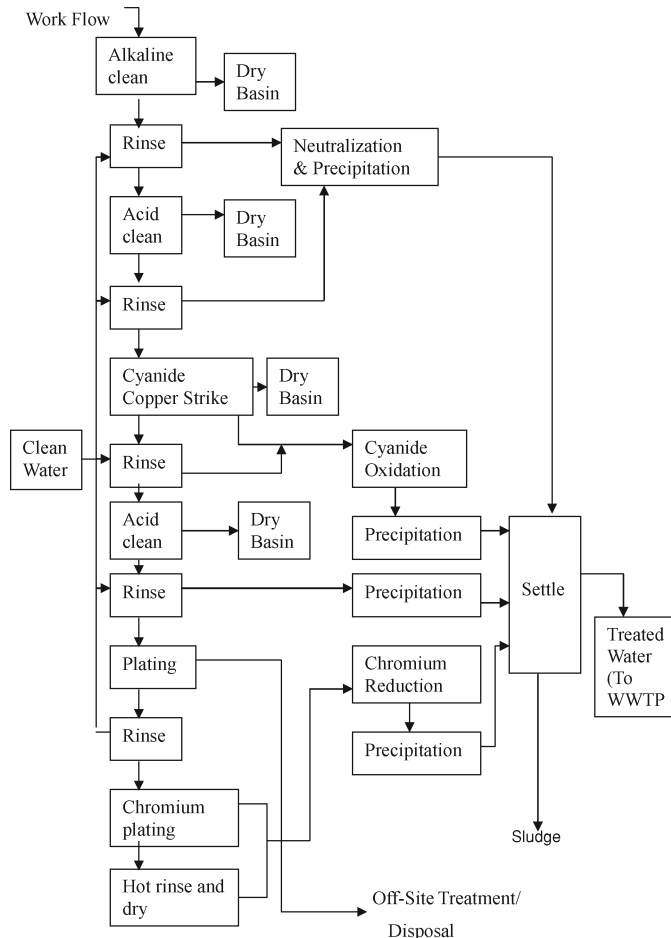 Work Flow
Alkaline
clean
Dry
Basin
Rinse
Neutralization
& Precipitation
Acid
clean
Dry
Basin
Rinse
Cyanide
Copper Strike
Dry
Basin
Clean
Water
Rinse
Cyanide
Oxidation
Acid
clean
Dry
Basin
Precipitation
Rinse
Precipitation
Settle
Treated
Water
(To
WWTP
Plating
Chromium
Reduction
Rinse
Precipitation
Chromium
plating
Sludge
Hot rinse and
dry
Off-Site Treatment/
Disposal